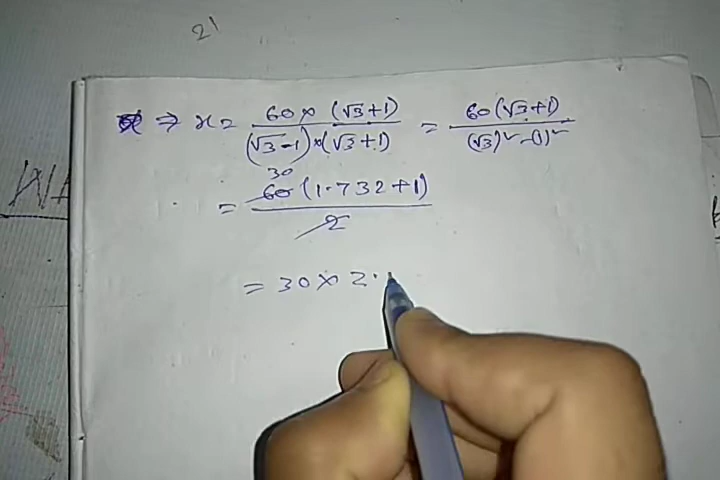 21
⇒ x = 60 × (√3+1) / (√3-1)×(√3+1) = 60(√3+1) / (√3)² - (1)²
= 30 60 (1.732+1) / 2
= 30 × 2.